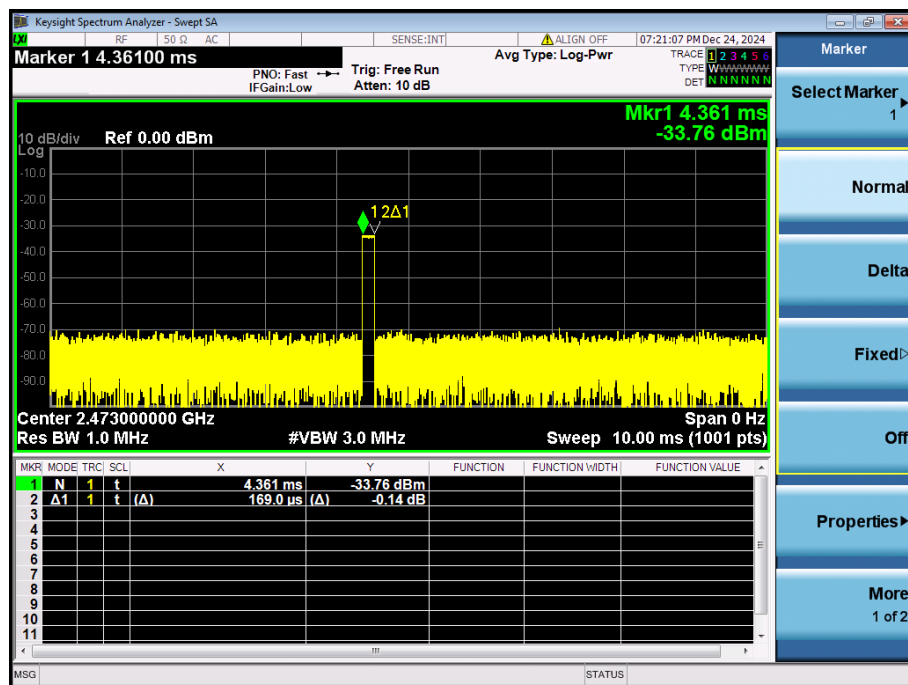 Keysight Spectrum Analyzer - Swept SA
LXI RF 50 Ω AC SENSE:INT ALIGN OFF 07:21:07 PM Dec 24, 2024
Marker 1 4.36100 ms
PNO: Fast
IFGain:Low
Trig: Free Run
Atten: 10 dB
Avg Type: Log-Pwr
TRACE 1 2 3 4 5 6
TYPE WWWWWW
DET N N N N N N
Mkr1 4.361 ms
-33.76 dBm
10 dB/div Ref 0.00 dBm
Log
-10.0
-20.0
-30.0
-40.0
-50.0
-60.0
-70.0
-80.0
-90.0
1 2Δ1
Center 2.473000000 GHz Span 0 Hz
Res BW 1.0 MHz #VBW 3.0 MHz Sweep 10.00 ms (1001 pts)
MKR MODE TRC SCL X Y FUNCTION FUNCTION WIDTH FUNCTION VALUE
1 N 1 t 4.361 ms -33.76 dBm
2 Δ1 1 t (Δ) 169.0 µs (Δ) -0.14 dB
3
4
5
6
7
8
9
10
11
MSG STATUS
Marker
Select Marker
1
Normal
Delta
Fixed
Off
Properties
More
1 of 2